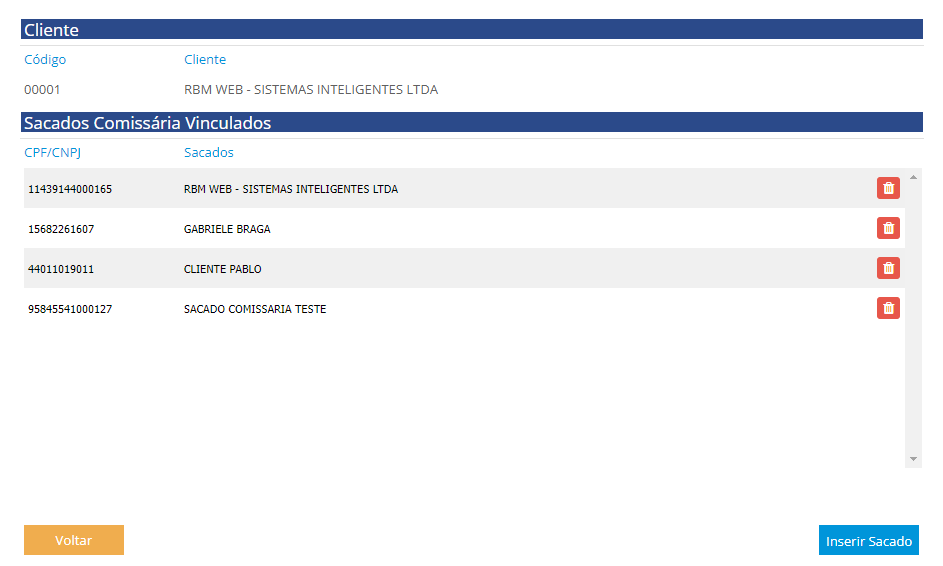 Cliente
Código Cliente
00001 RBM WEB - SISTEMAS INTELIGENTES LTDA
Sacados Comissária Vinculados
CPF/CNPJ Sacados
11439144000165 RBM WEB - SISTEMAS INTELIGENTES LTDA
15682261607 GABRIELE BRAGA
44011019011 CLIENTE PABLO
95845541000127 SACADO COMISSARIA TESTE
Voltar Inserir Sacado